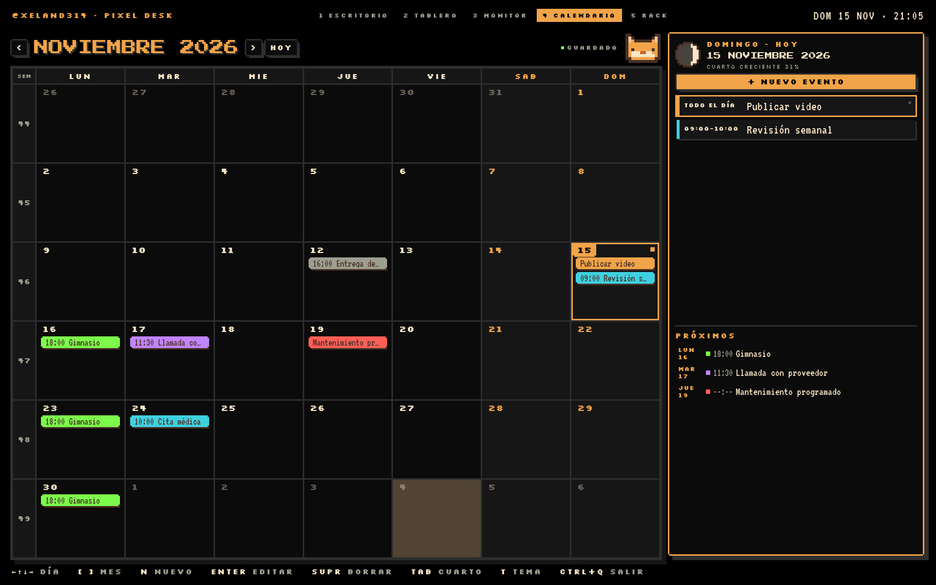 @XELAND314 · PIXEL DESK
1 ESCRITORIO 2 TABLERO 3 MONITOR 4 CALENDARIO 5 RACK
DOM 15 NOV · 21:05
< NOVIEMBRE 2026 > HOY
GUARDADO
SEM LUN MAR MIE JUE VIE SAB DOM
44 26 27 28 29 30 31 1
45 2 3 4 5 6 7 8
46 9 10 11 12 13 14 15
16:00 Entrega de…
Publicar video
09:00 Revisión s…
47 16 17 18 19 20 21 22
18:00 Gimnasio
11:30 Llamada co…
Mantenimiento pr…
48 23 24 25 26 27 28 29
18:00 Gimnasio
10:00 Cita médica
49 30 1 2 3 4 5 6
18:00 Gimnasio
DOMINGO · HOY
15 NOVIEMBRE 2026
CUARTO CRECIENTE 31%
+ NUEVO EVENTO
TODO EL DÍA Publicar video
09:00-10:00 Revisión semanal
PRÓXIMOS
LUN 16 18:00 Gimnasio
MAR 17 11:30 Llamada con proveedor
JUE 19 --:-- Mantenimiento programado
←↑↓→ DÍA [ ] MES N NUEVO ENTER EDITAR SUPR BORRAR TAB CUARTO T TEMA CTRL+Q SALIR